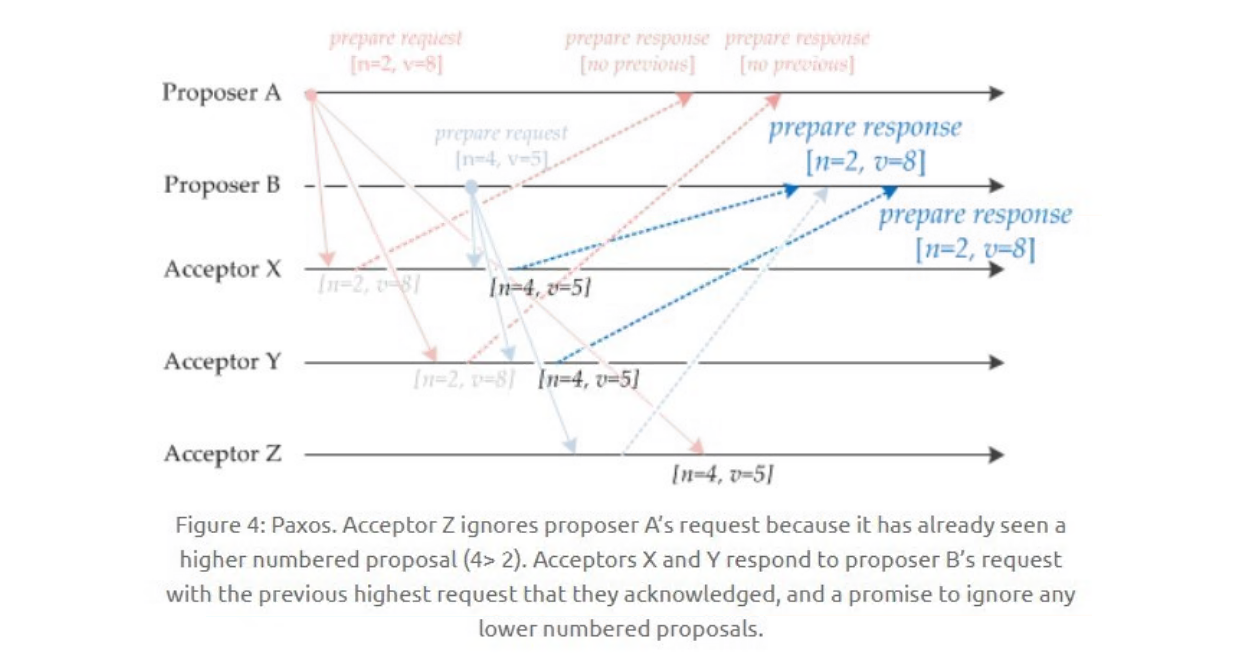 prepare request
[n=2, v=8]
prepare response
[no previous]
prepare response
[no previous]
Proposer A
prepare request
[n=4, v=5]
prepare response
[n=2, v=8]
Proposer B
prepare response
[n=2, v=8]
Acceptor X
[n=2, v=8]
[n=4, v=5]
Acceptor Y
[n=2, v=8]
[n=4, v=5]
Acceptor Z
[n=4, v=5]
Figure 4: Paxos. Acceptor Z ignores proposer A’s request because it has already seen a
higher numbered proposal (4> 2). Acceptors X and Y respond to proposer B’s request
with the previous highest request that they acknowledged, and a promise to ignore any
lower numbered proposals.